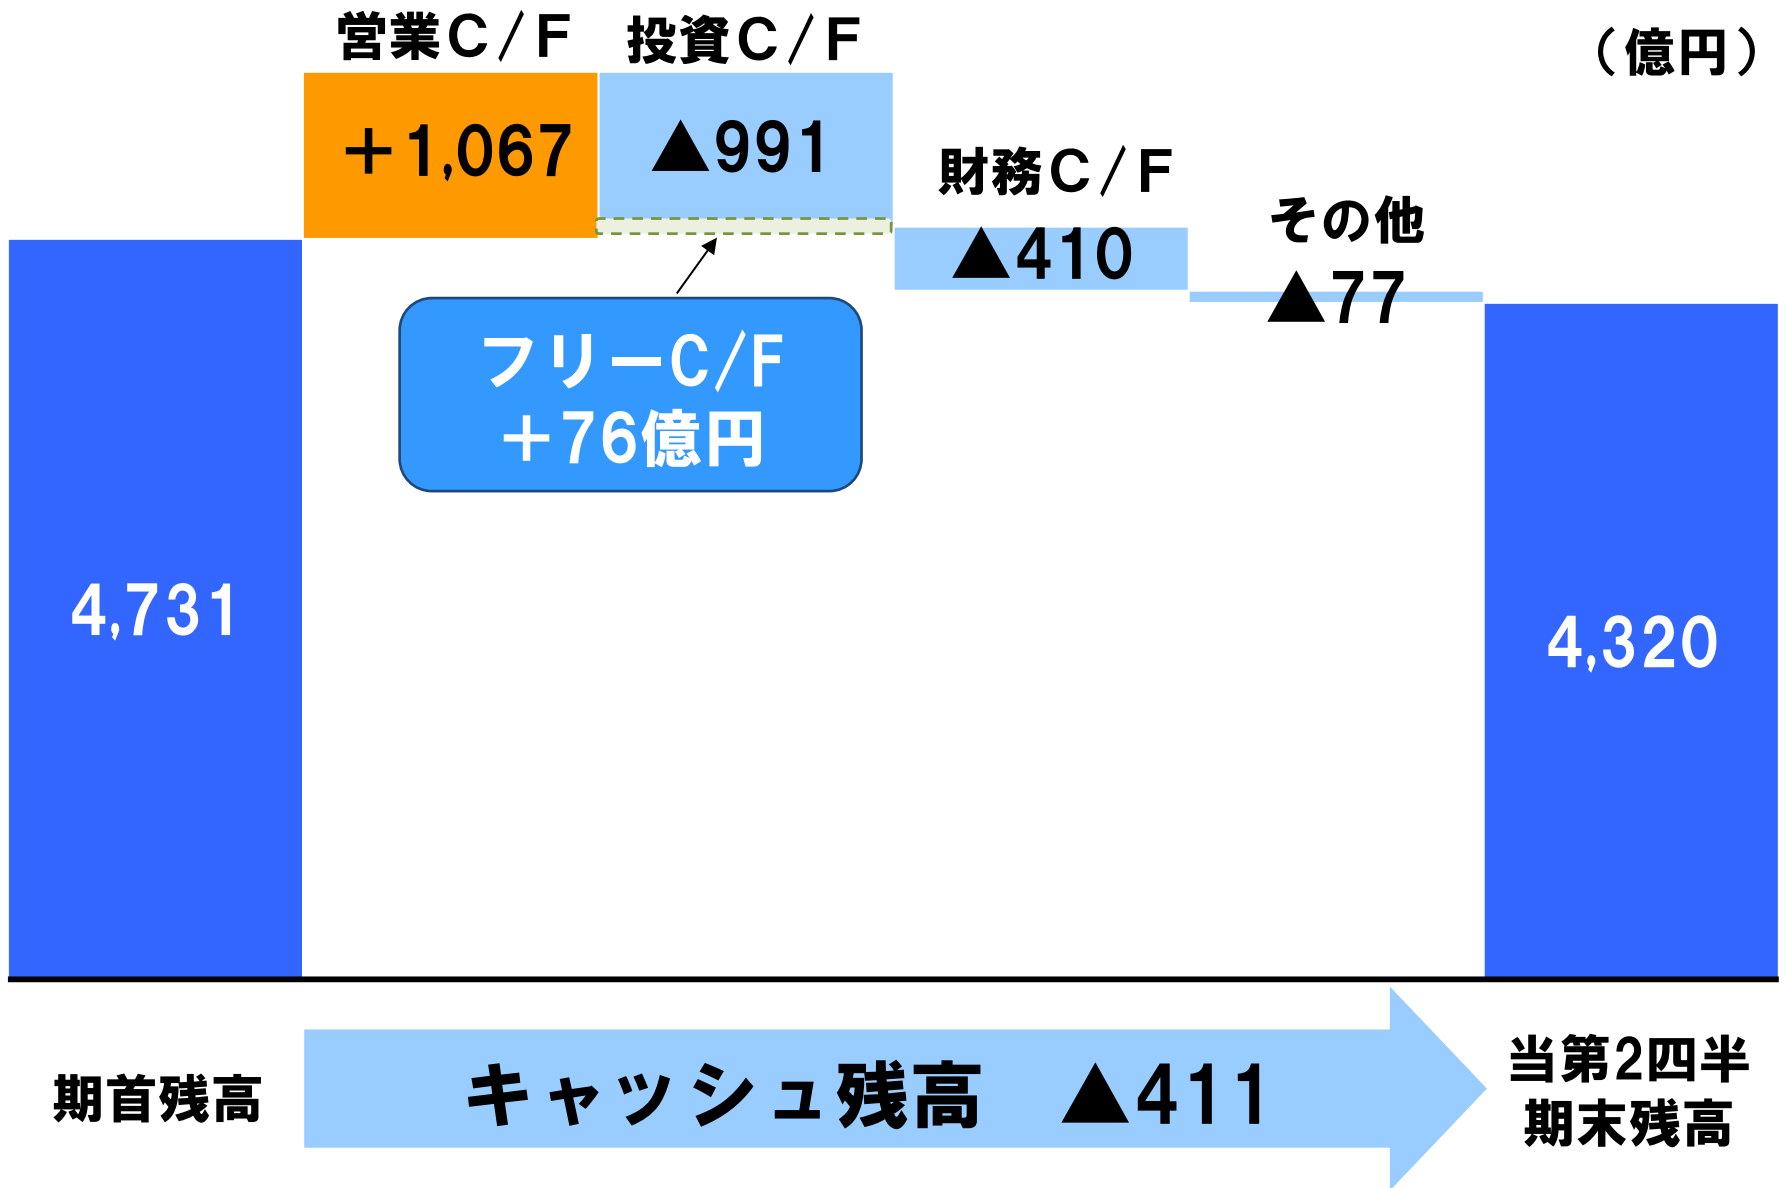 （億円）
営業Ｃ／Ｆ
＋1,067
投資Ｃ／Ｆ
▲991
財務Ｃ／Ｆ
▲410
その他
▲77
フリーC/F
＋76億円
4,731
4,320
期首残高
キャッシュ残高　▲411
当第2四半
期末残高